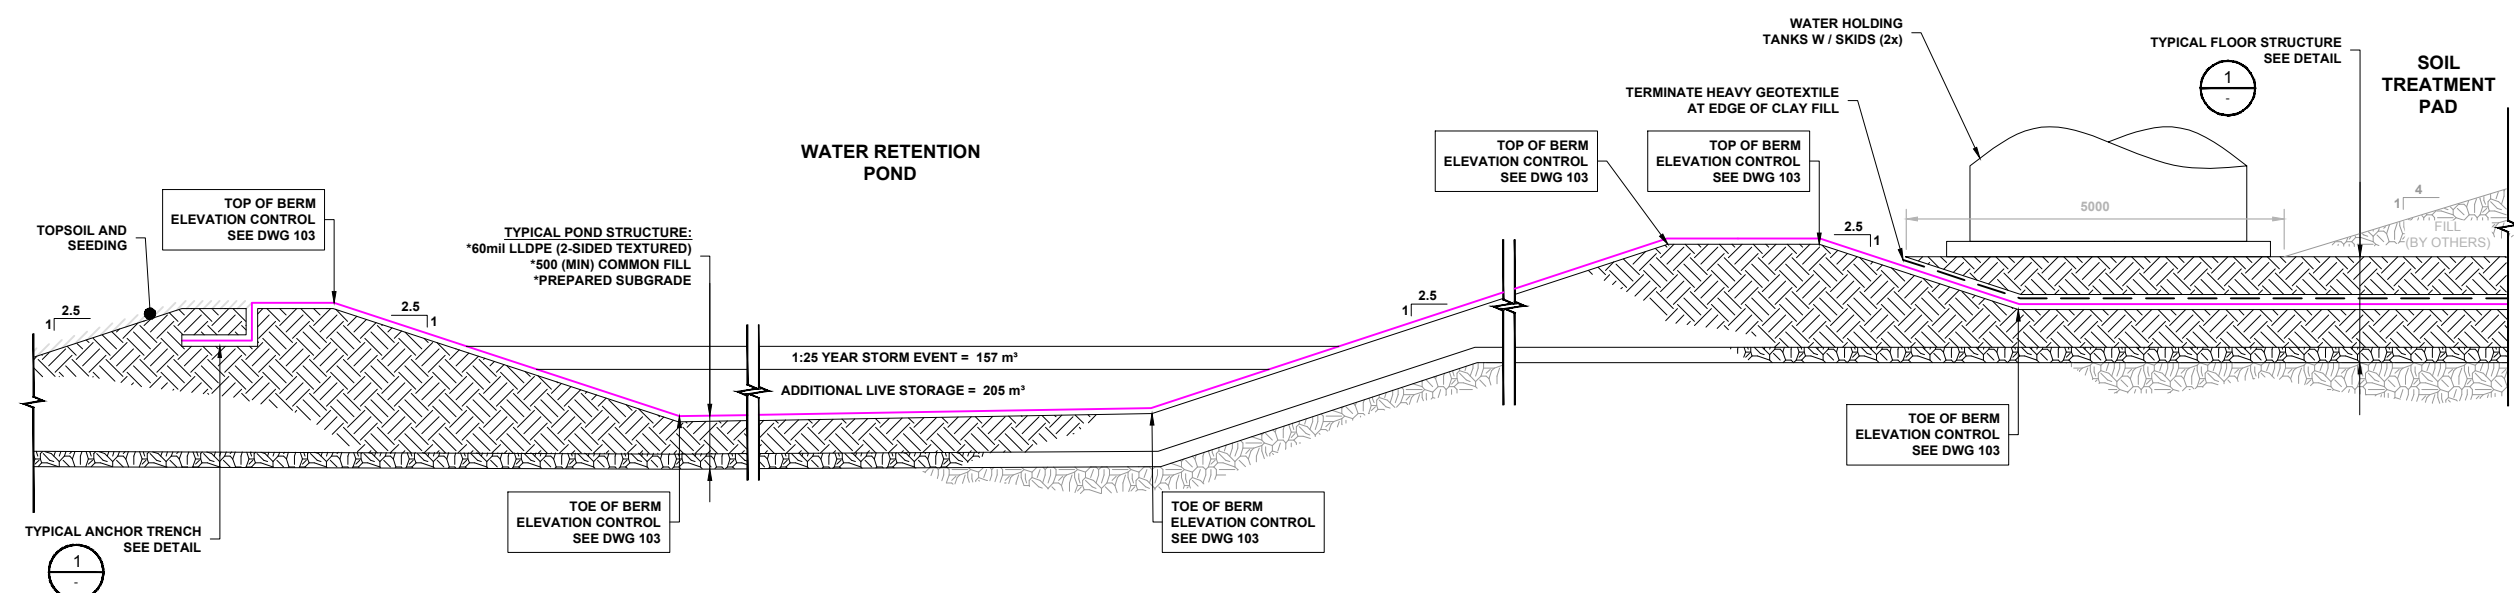 WATER HOLDING
TANKS W / SKIDS (2x)
TYPICAL FLOOR STRUCTURE
SEE DETAIL
1
-
SOIL
TREATMENT
PAD
TERMINATE HEAVY GEOTEXTILE
AT EDGE OF CLAY FILL
WATER RETENTION
POND
TOP OF BERM
ELEVATION CONTROL
SEE DWG 103
TOP OF BERM
ELEVATION CONTROL
SEE DWG 103
TOP OF BERM
ELEVATION CONTROL
SEE DWG 103
TOPSOIL AND
SEEDING
TYPICAL POND STRUCTURE:
*60mil LLDPE (2-SIDED TEXTURED)
*500 (MIN) COMMON FILL
*PREPARED SUBGRADE
2.5
1
2.5
1
2.5
1
2.5
1
5000
4
1
FILL
(BY OTHERS)
1:25 YEAR STORM EVENT = 157 m³
ADDITIONAL LIVE STORAGE = 205 m³
TOE OF BERM
ELEVATION CONTROL
SEE DWG 103
TOE OF BERM
ELEVATION CONTROL
SEE DWG 103
TOE OF BERM
ELEVATION CONTROL
SEE DWG 103
TYPICAL ANCHOR TRENCH
SEE DETAIL
1
-